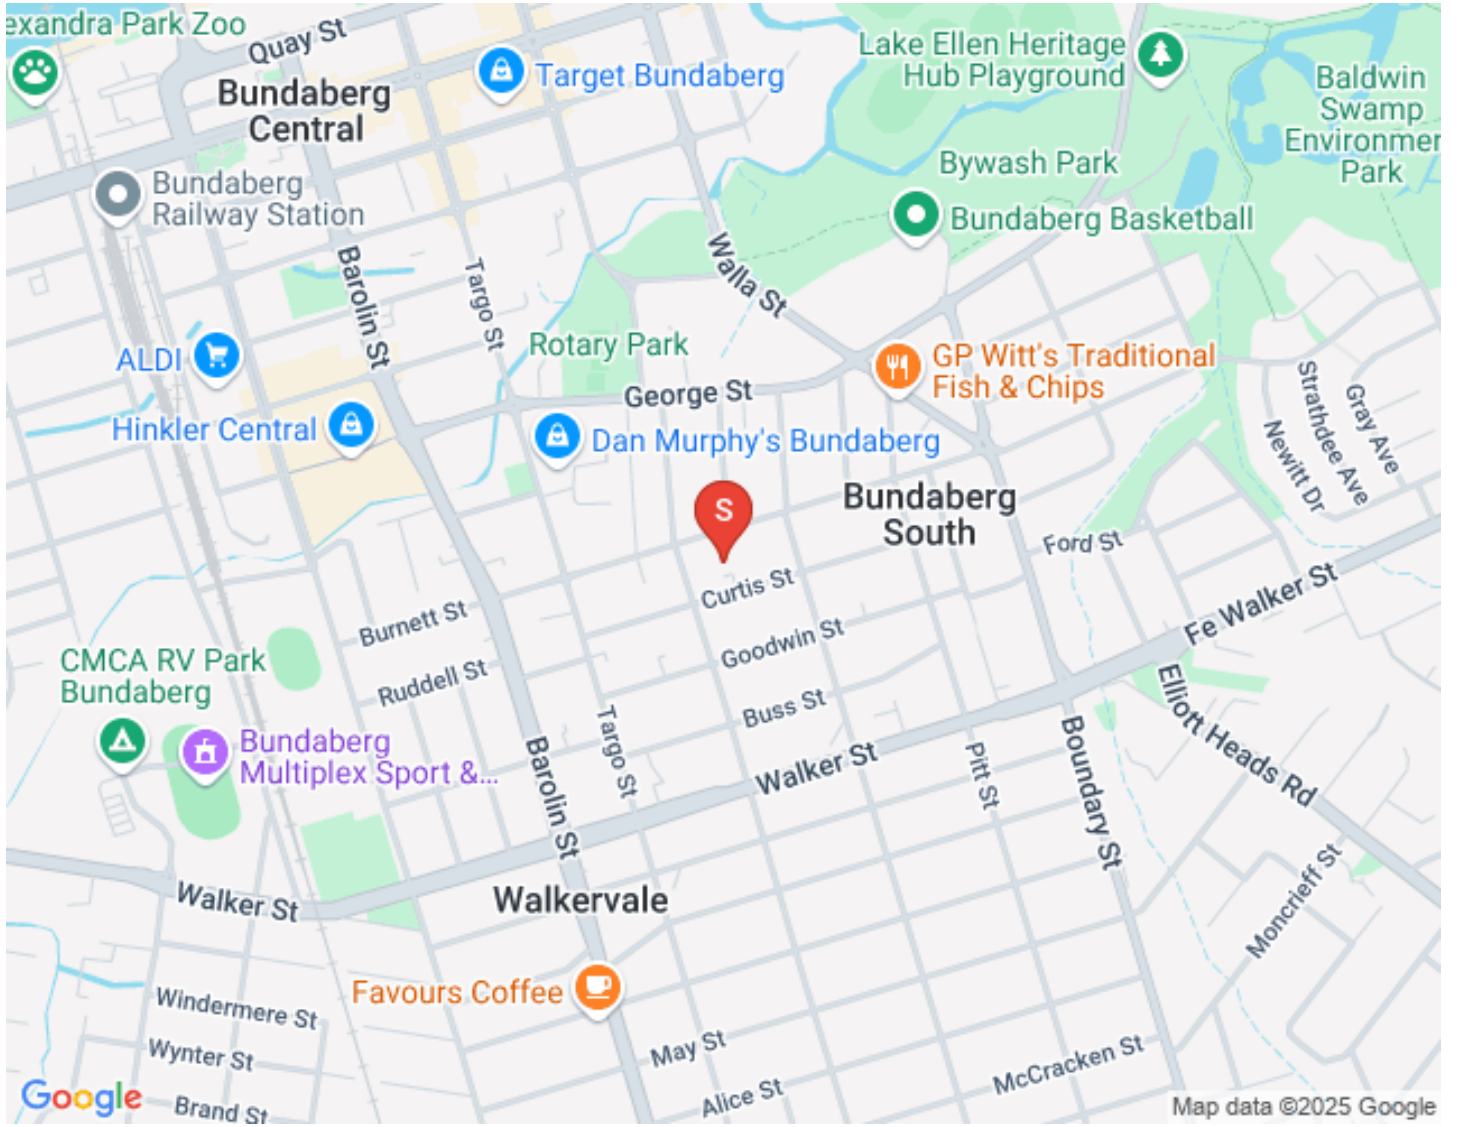 exandra Park Zoo
Quay St
Target Bundaberg
Lake Ellen Heritage
Hub Playground
Baldwin
Swamp
Environmer
Park
Bundaberg
Central
Bywash Park
Bundaberg
Railway Station
Bundaberg Basketball
Walla St
Barolin St
Targo St
Rotary Park
ALDI
GP Witt's Traditional
Fish & Chips
George St
Strathdee Ave
Gray Ave
Newitt Dr
Hinkler Central
Dan Murphy's Bundaberg
S
Bundaberg
South
Ford St
Curtis St
Fe Walker St
Burnett St
Goodwin St
CMCA RV Park
Bundaberg
Ruddell St
Buss St
Elliott Heads Rd
Bundaberg
Multiplex Sport &...
Targo St
Barolin St
Walker St
Pitt St
Boundary St
Walker St
Walkervale
Moncrieff St
Favours Coffee
Windermere St
May St
Wynter St
McCracken St
Alice St
Brand St
Google
Map data ©2025 Google